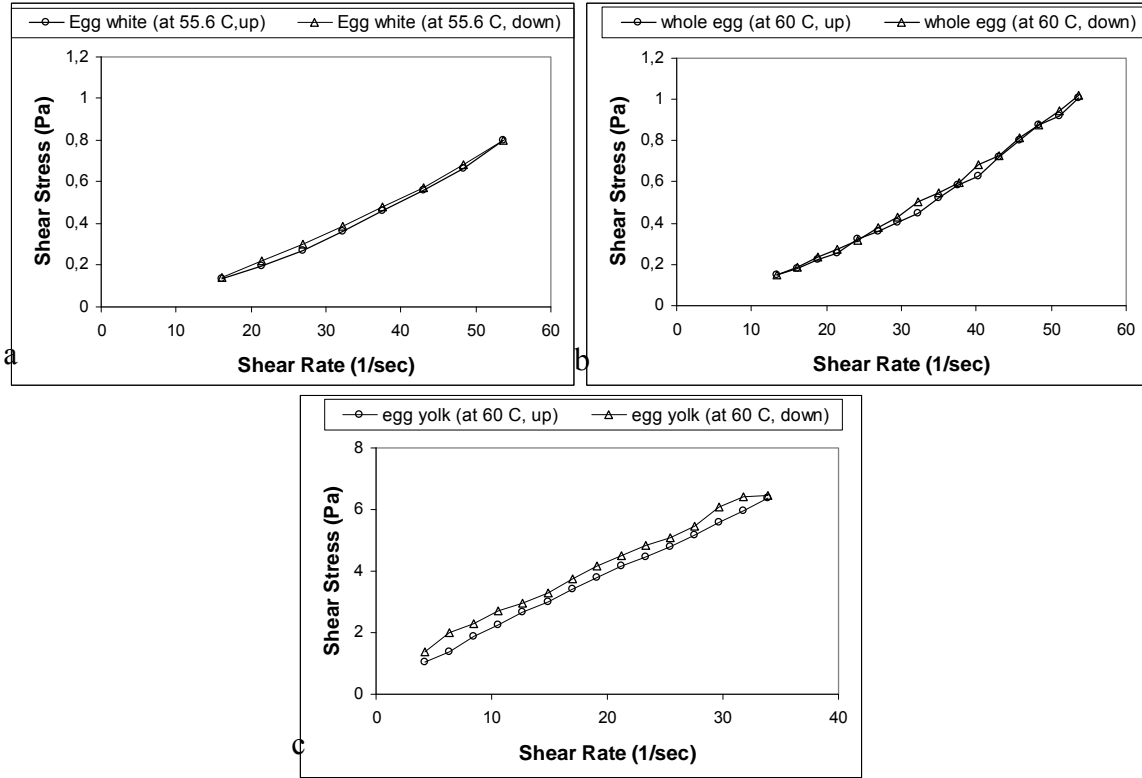 Egg white (at 55.6 C,up) Egg white (at 55.6 C, down)
1,2
1
0,8
0,6
0,4
0,2
0
Shear Stress (Pa)
0 10 20 30 40 50 60
Shear Rate (1/sec)
a
whole egg (at 60 C, up) whole egg (at 60 C, down)
1,2
1
0,8
0,6
0,4
0,2
0
Shear Stress (Pa)
0 10 20 30 40 50 60
Shear Rate (1/sec)
b
egg yolk (at 60 C, up) egg yolk (at 60 C, down)
8
6
4
2
0
Shear Stress (Pa)
0 10 20 30 40
Shear Rate (1/sec)
c